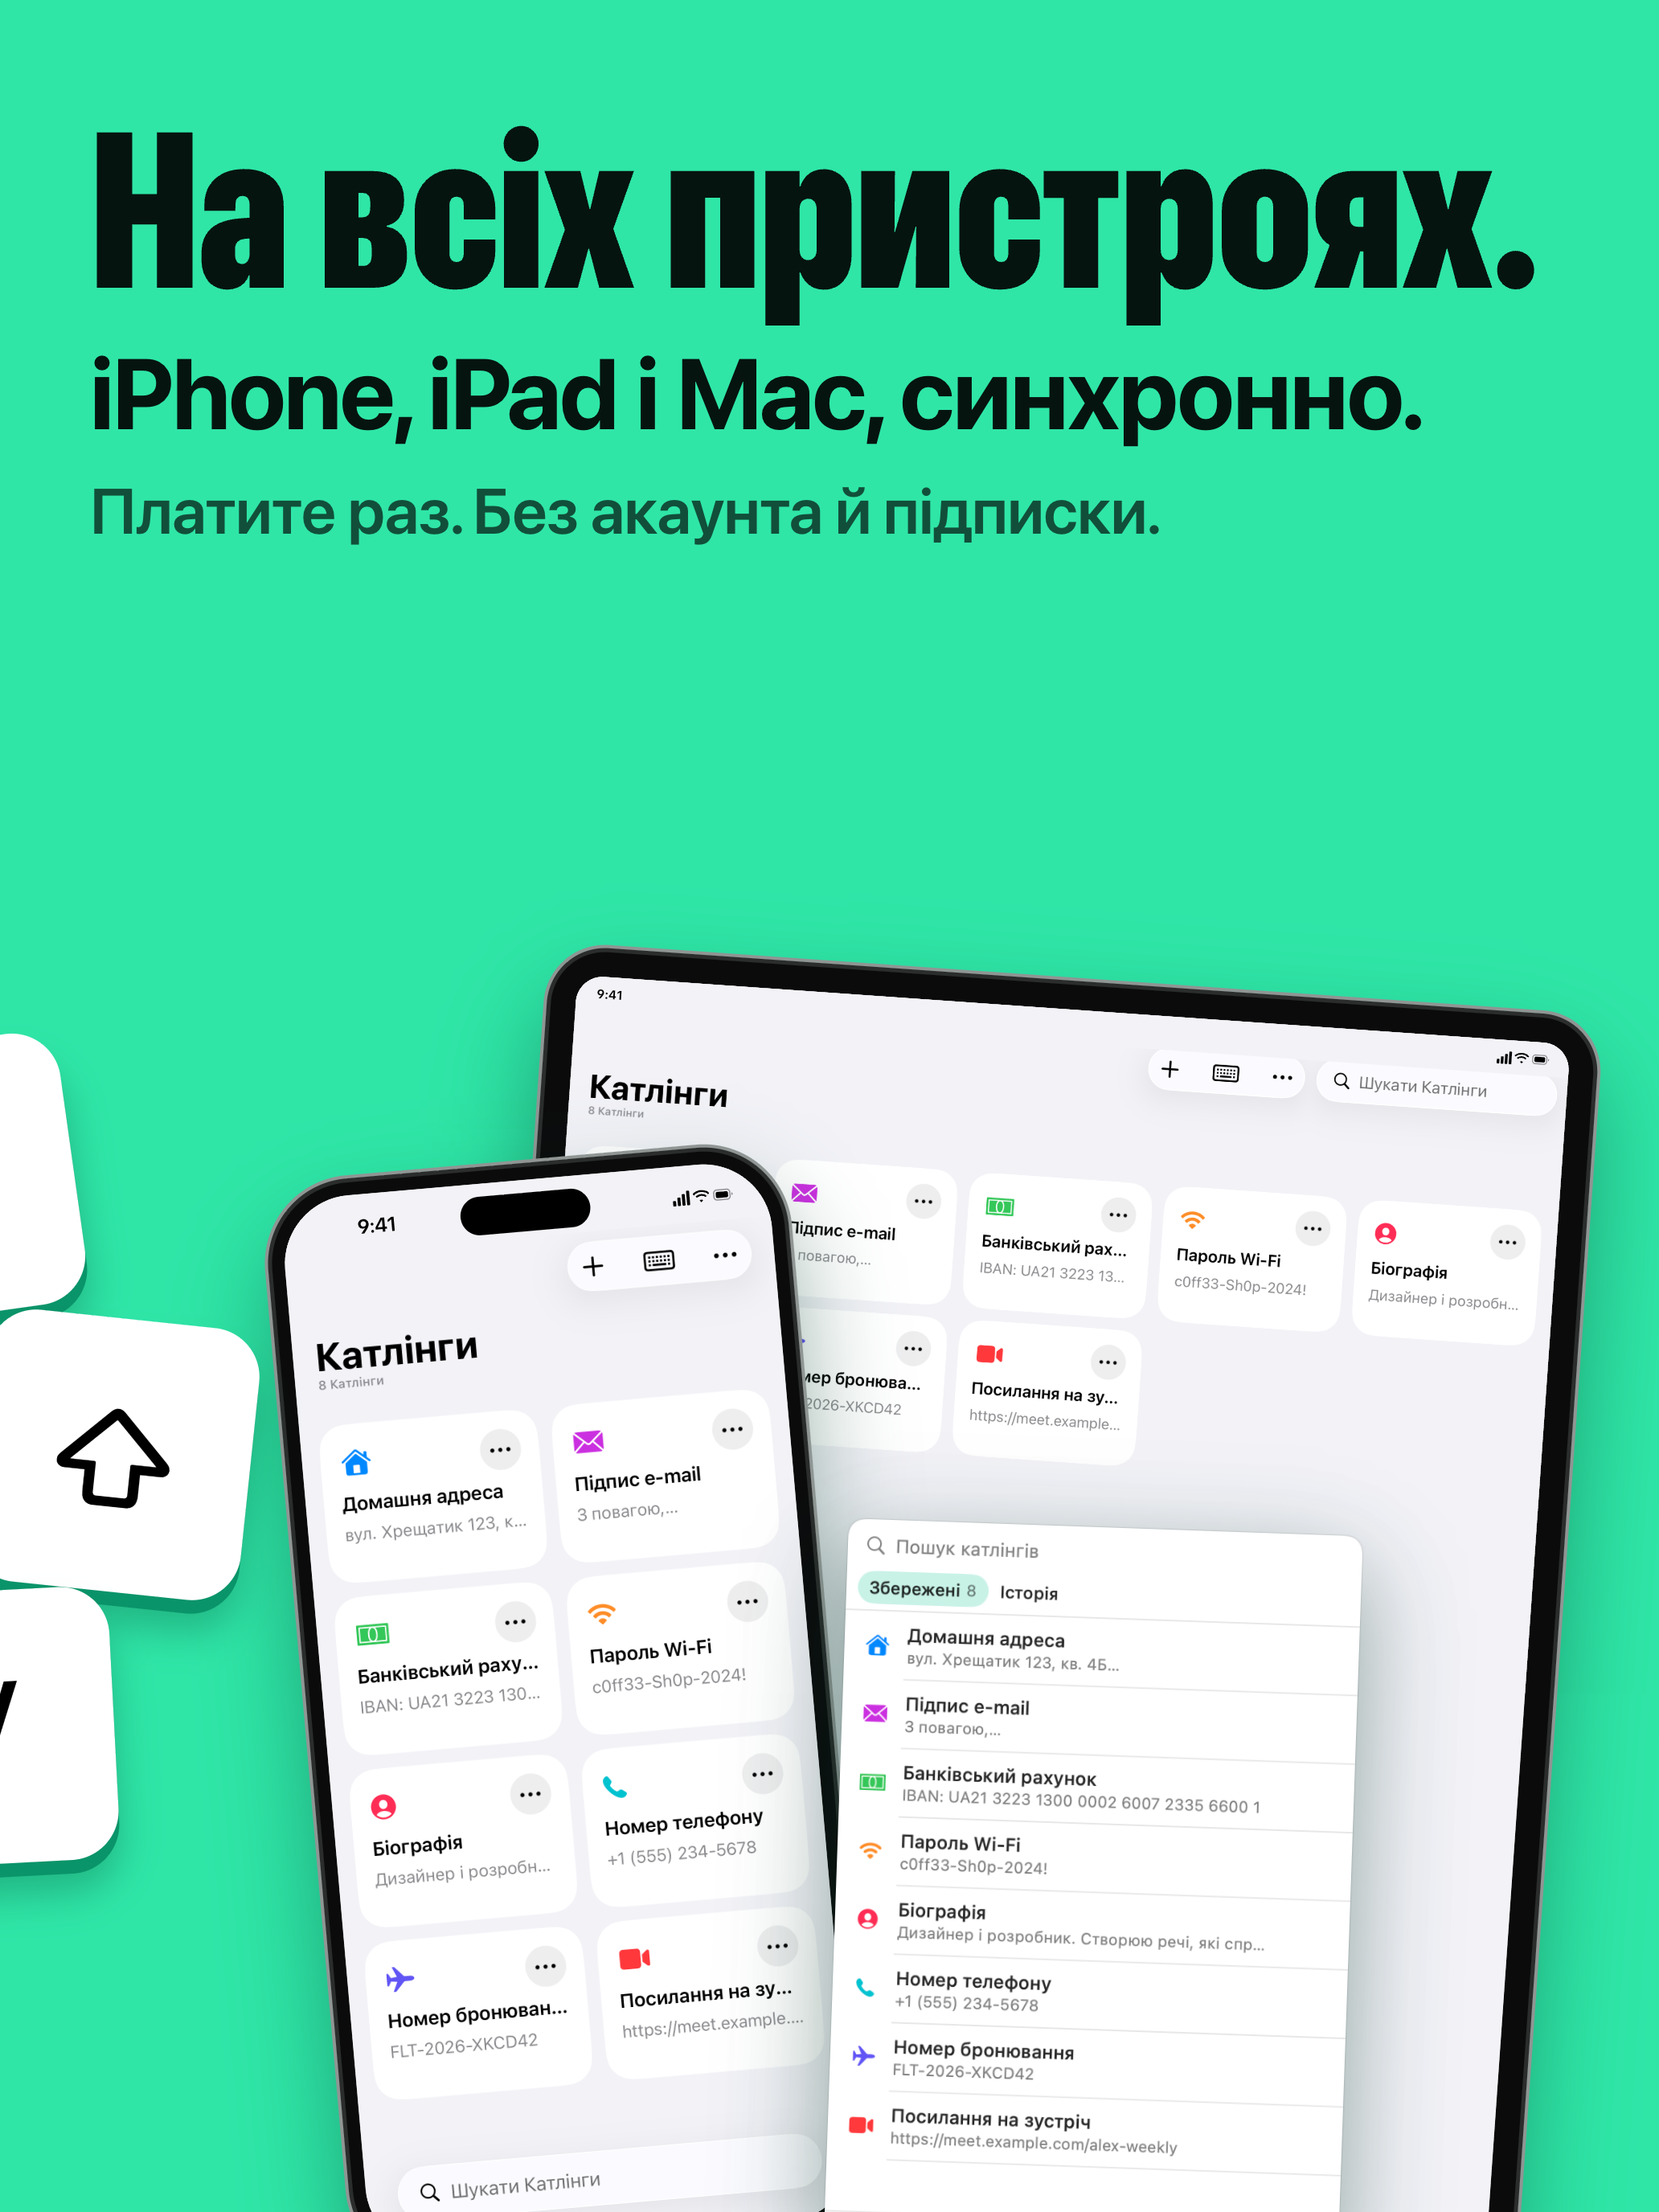 На всіх пристроях.
iPhone, iPad і Mac, синхронно.
Платите раз. Без акаунта й підписки.
9:41
Катлінги
8 Катлінги
Шукати Катлінги
Підпис e-mail
повагою,...
Банківський рах...
IBAN: UA21 3223 13...
Пароль Wi-Fi
c0ff33-Sh0p-2024!
Біографія
Дизайнер і розробн...
бронюва...
2026-XKCD42
Посилання на зу...
https://meet.example...
9:41
Катлінги
8 Катлінги
Домашня адреса
вул. Хрещатик 123, к...
Підпис e-mail
З повагою,...
Банківський раху...
IBAN: UA21 3223 130...
Пароль Wi-Fi
c0ff33-Sh0p-2024!
Біографія
Дизайнер і розробн...
Номер телефону
+1 (555) 234-5678
Номер бронюван...
FLT-2026-XKCD42
Посилання на зу...
https://meet.example....
Шукати Катлінги
Пошук катлінгів
Збережені 8 Історія
Домашня адреса
вул. Хрещатик 123, кв. 4Б...
Підпис e-mail
З повагою,...
Банківський рахунок
IBAN: UA21 3223 1300 0002 6007 2335 6600 1
Пароль Wi-Fi
c0ff33-Sh0p-2024!
Біографія
Дизайнер і розробник. Створюю речі, які спр...
Номер телефону
+1 (555) 234-5678
Номер бронювання
FLT-2026-XKCD42
Посилання на зустріч
https://meet.example.com/alex-weekly